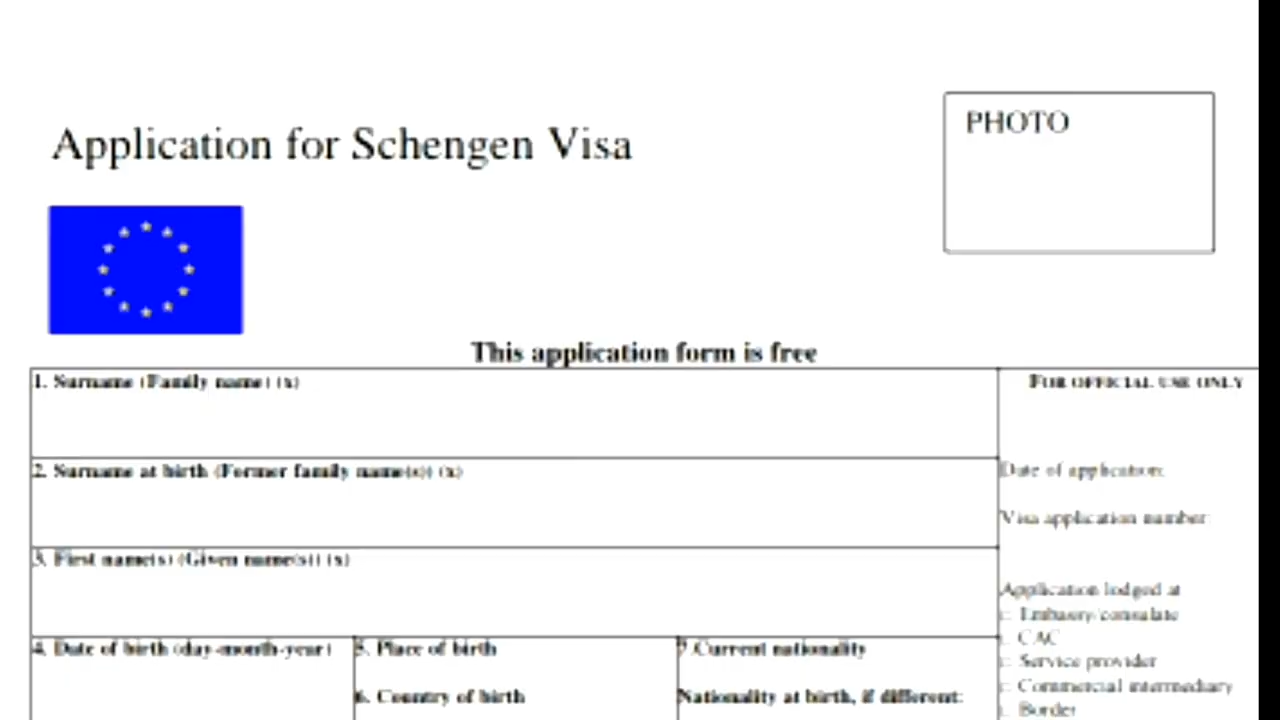 PHOTO
Application for Schengen Visa
This application form is free
1. Surname (Family name) (x)
FOR OFFICIAL USE ONLY
2. Surname at birth (Former family name(s)) (x)
Date of application:
Visa application number:
3. First name(s) (Given name(s)) (x)
Application lodged at
□ Embassy/consulate
□ CAC
□ Service provider
□ Commercial intermediary
□ Border
4. Date of birth (day-month-year)
5. Place of birth
6. Country of birth
7.Current nationality
Nationality at birth, if different: